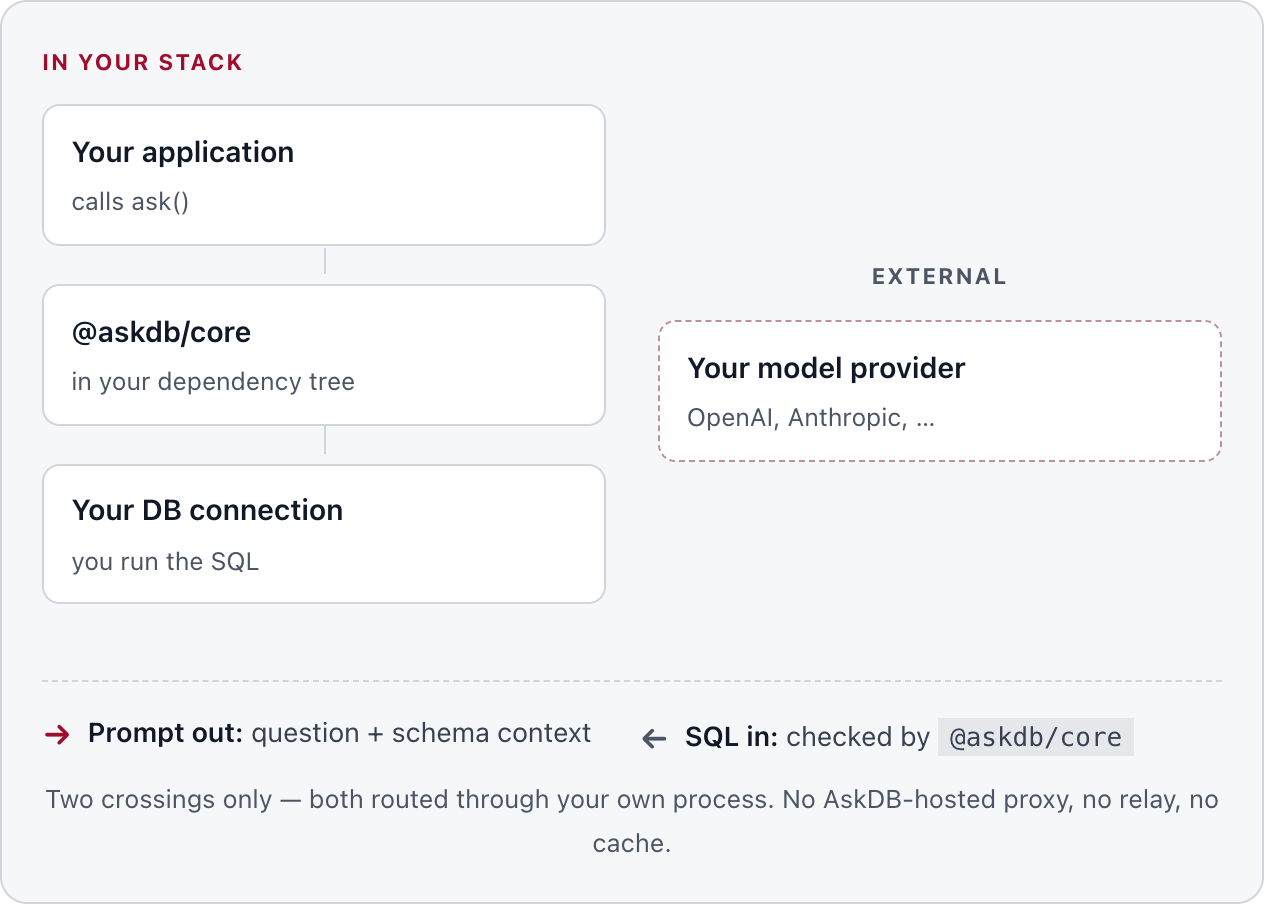 IN YOUR STACK
Your application
calls ask()
@askdb/core
in your dependency tree
Your DB connection
you run the SQL
EXTERNAL
Your model provider
OpenAI, Anthropic, …
→ Prompt out: question + schema context
← SQL in: checked by @askdb/core
Two crossings only — both routed through your own process. No AskDB-hosted proxy, no relay, no
cache.